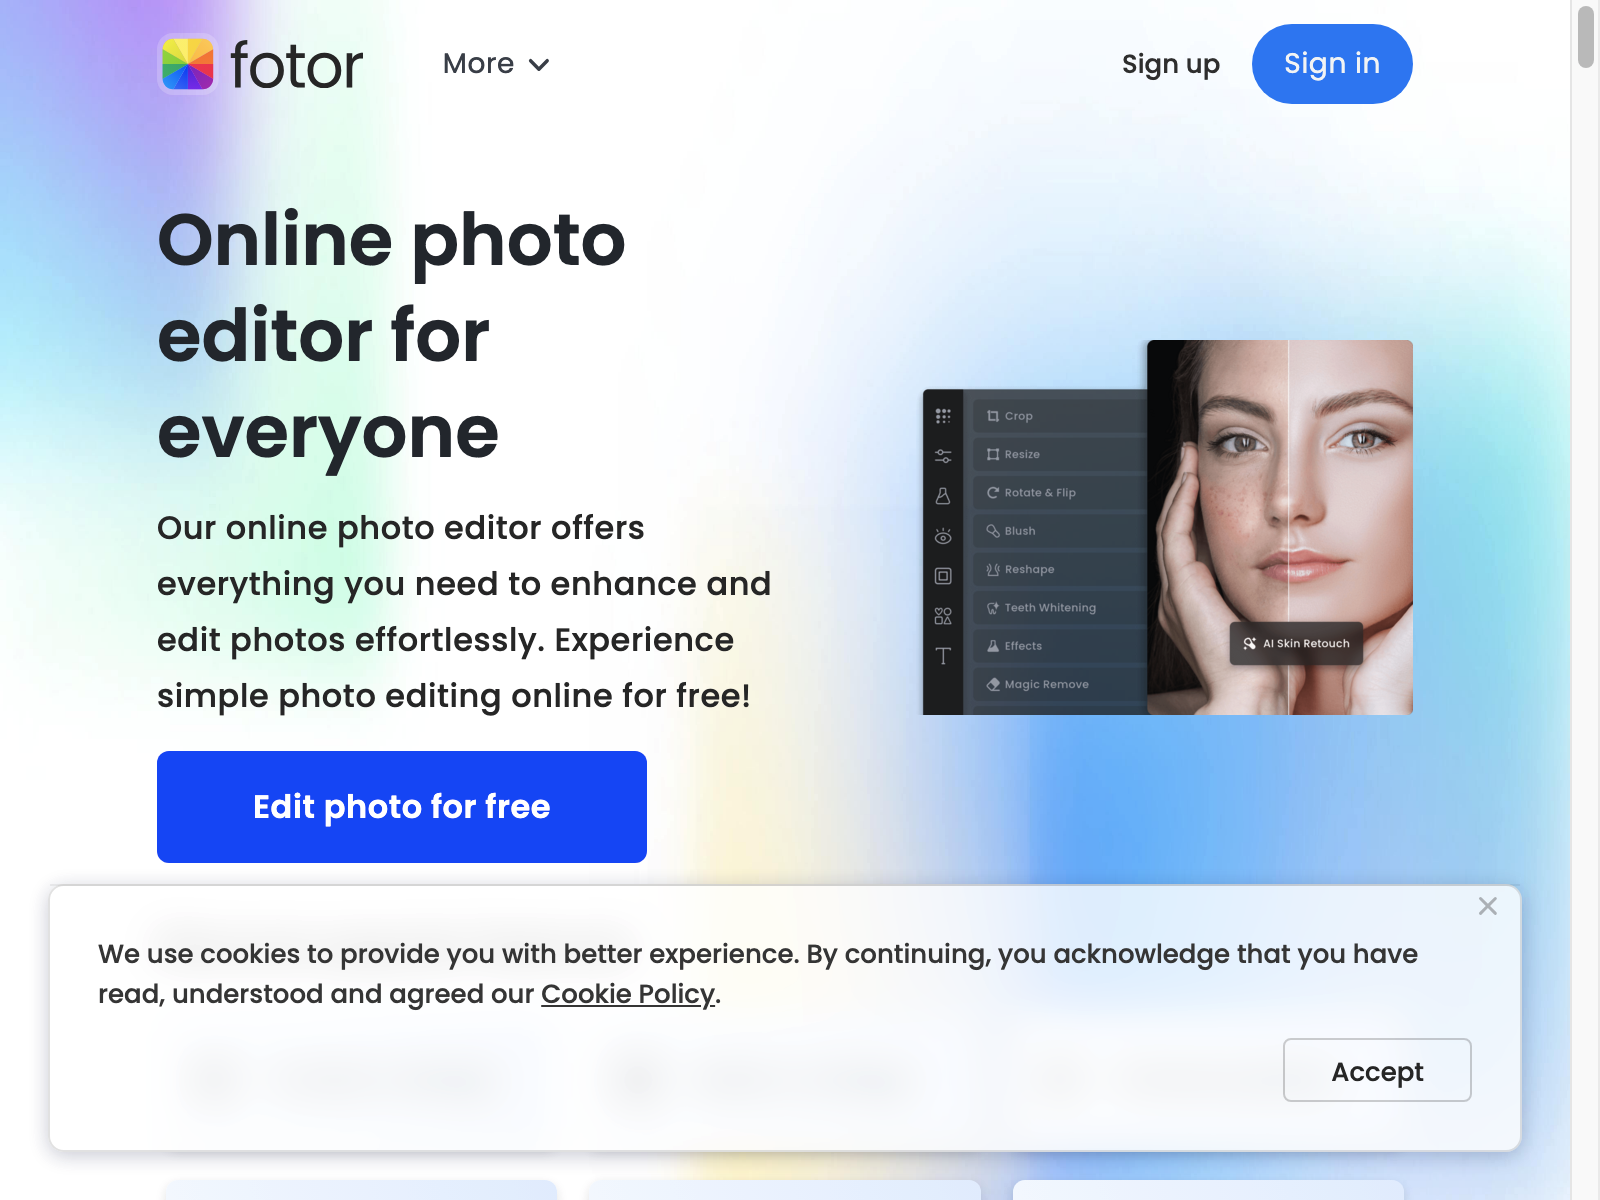 fotor
More
Sign up
Sign in
Online photo
editor for
everyone
Our online photo editor offers
everything you need to enhance and
edit photos effortlessly. Experience
simple photo editing online for free!
Edit photo for free
Crop
Resize
Rotate & Flip
Blush
Reshape
Teeth Whitening
Effects
Magic Remove
AI Skin Retouch
We use cookies to provide you with better experience. By continuing, you acknowledge that you have
read, understood and agreed our Cookie Policy.
Accept